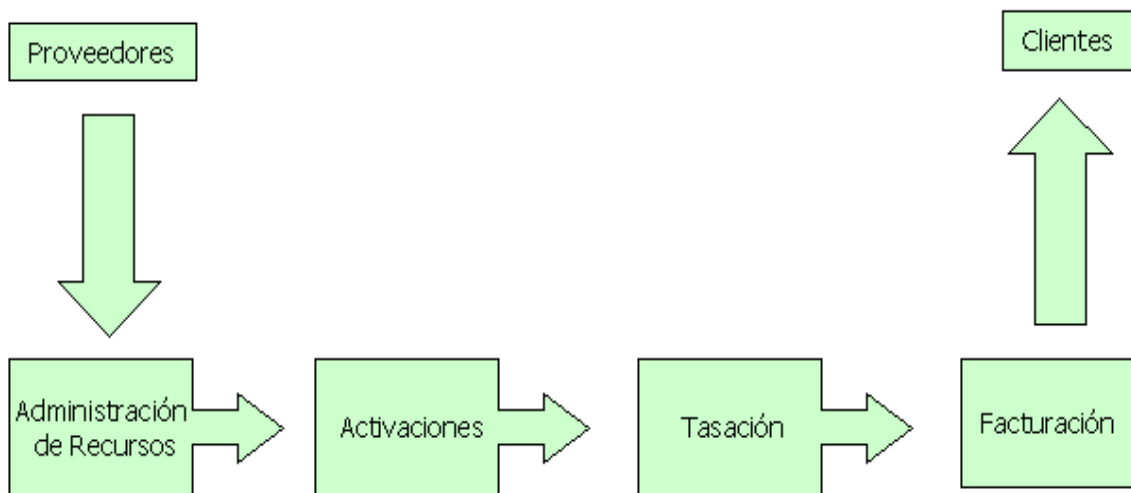 Proveedores
Clientes
Administración
de Recursos
Activaciones
Tasación
Facturación